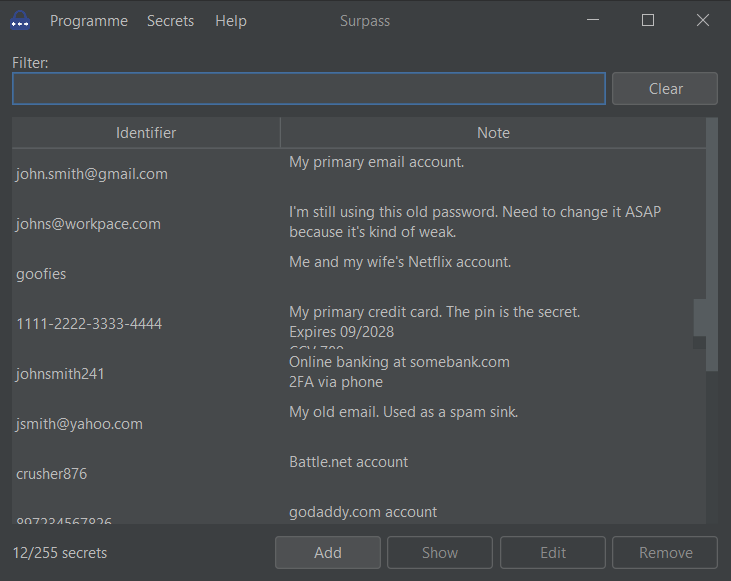 Programme Secrets Help Surpass
Filter:
Clear
Identifier Note
john.smith@gmail.com My primary email account.
johns@workpace.com I'm still using this old password. Need to change it ASAP
because it's kind of weak.
goofies Me and my wife's Netflix account.
1111-2222-3333-4444 My primary credit card. The pin is the secret.
Expires 09/2028
johnsmith241 Online banking at somebank.com
2FA via phone
jsmith@yahoo.com My old email. Used as a spam sink.
crusher876 Battle.net account
897234567826 godaddy.com account
12/255 secrets Add Show Edit Remove